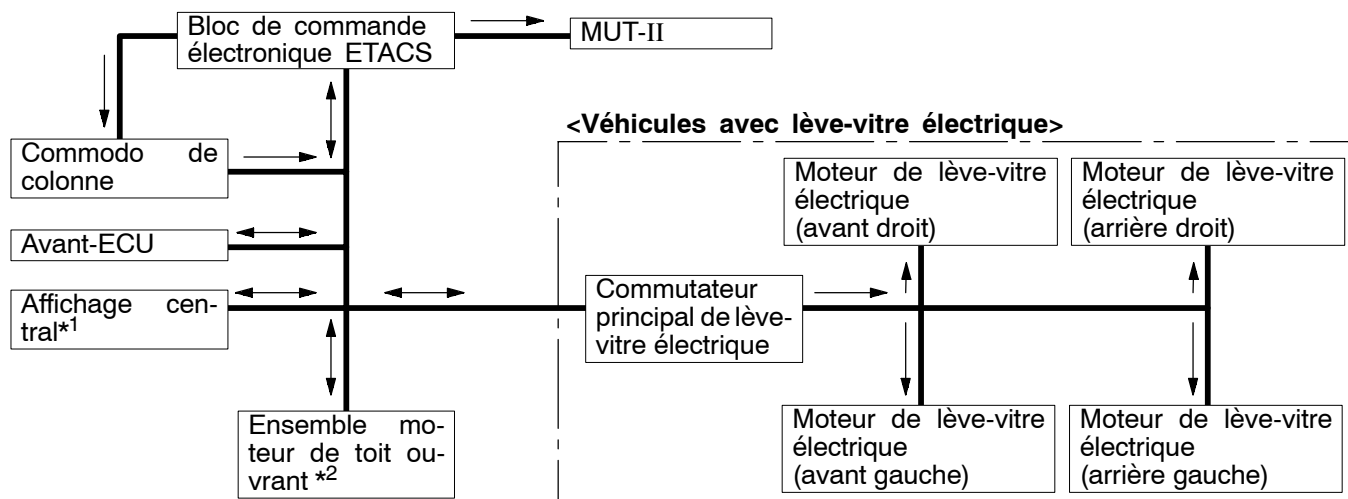 Bloc de commande
électronique ETACS
MUT-II
<Véhicules avec lève-vitre électrique>
Commodo de
colonne
Moteur de lève-vitre
électrique
(avant droit)
Moteur de lève-vitre
électrique
(arrière droit)
Avant-ECU
Affichage cen-
tral*1
Commutateur
principal de lève-
vitre électrique
Ensemble mo-
teur de toit ou-
vrant *2
Moteur de lève-vitre
électrique
(avant gauche)
Moteur de lève-vitre
électrique
(arrière gauche)